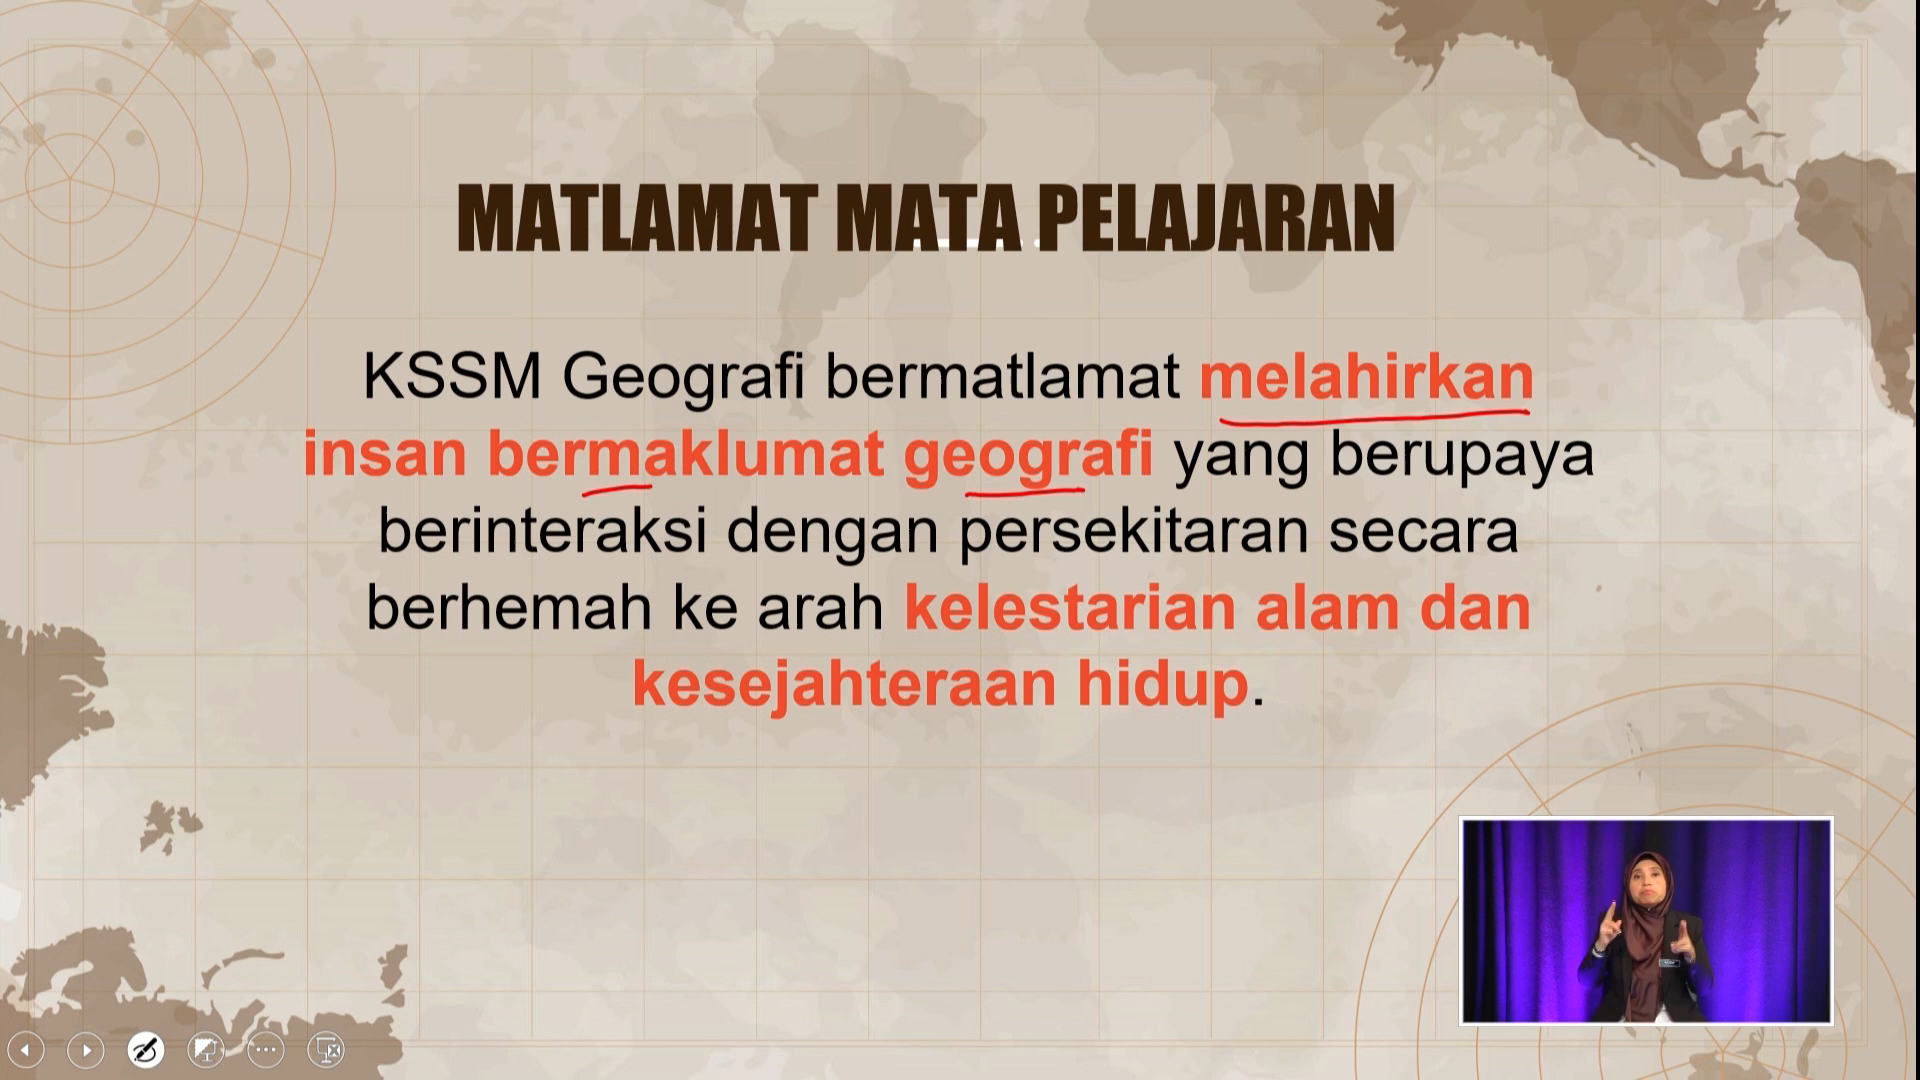 MATLAMAT MATA PELAJARAN
KSSM Geografi bermatlamat melahirkan
insan bermaklumat geografi yang berupaya
berinteraksi dengan persekitaran secara
berhemah ke arah kelestarian alam dan
kesejahteraan hidup.